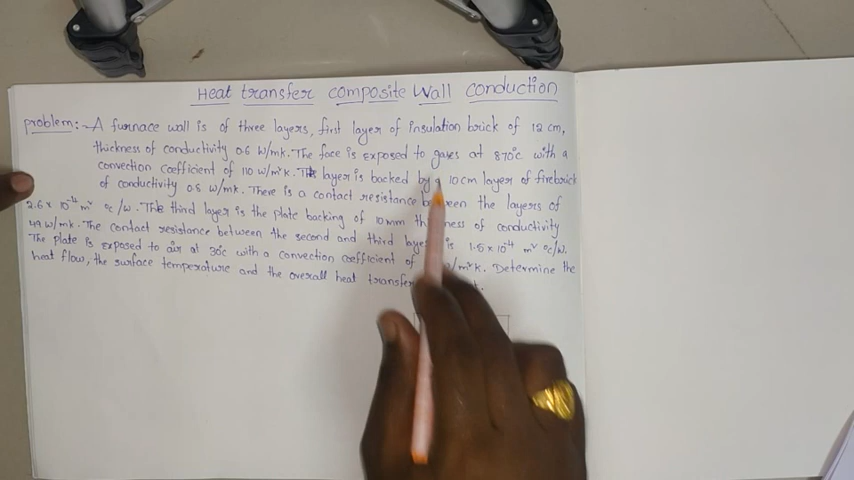 Heat transfer composite Wall conduction
problem:- A furnace wall is of three layers, first layer of insulation brick of 12 cm,
thickness of conductivity 0.6 W/mk. The face is exposed to gases at 870°c with a
convection coefficient of 110 W/m²k. The layer is backed by a 10cm layer of firebrick
of conductivity 0.8 W/mk. There is a contact resistance between the layers of
2.6 x 10⁻⁴ m² °c/w. The third layer is the plate backing of 10mm thickness of conductivity
49 W/mk. The contact resistance between the second and third layer is 1.5 x 10⁻⁴ m² °c/W.
The plate is exposed to air at 30°c with a convection coefficient of W/m²k. Determine the
heat flow, the surface temperature and the overall heat transfer